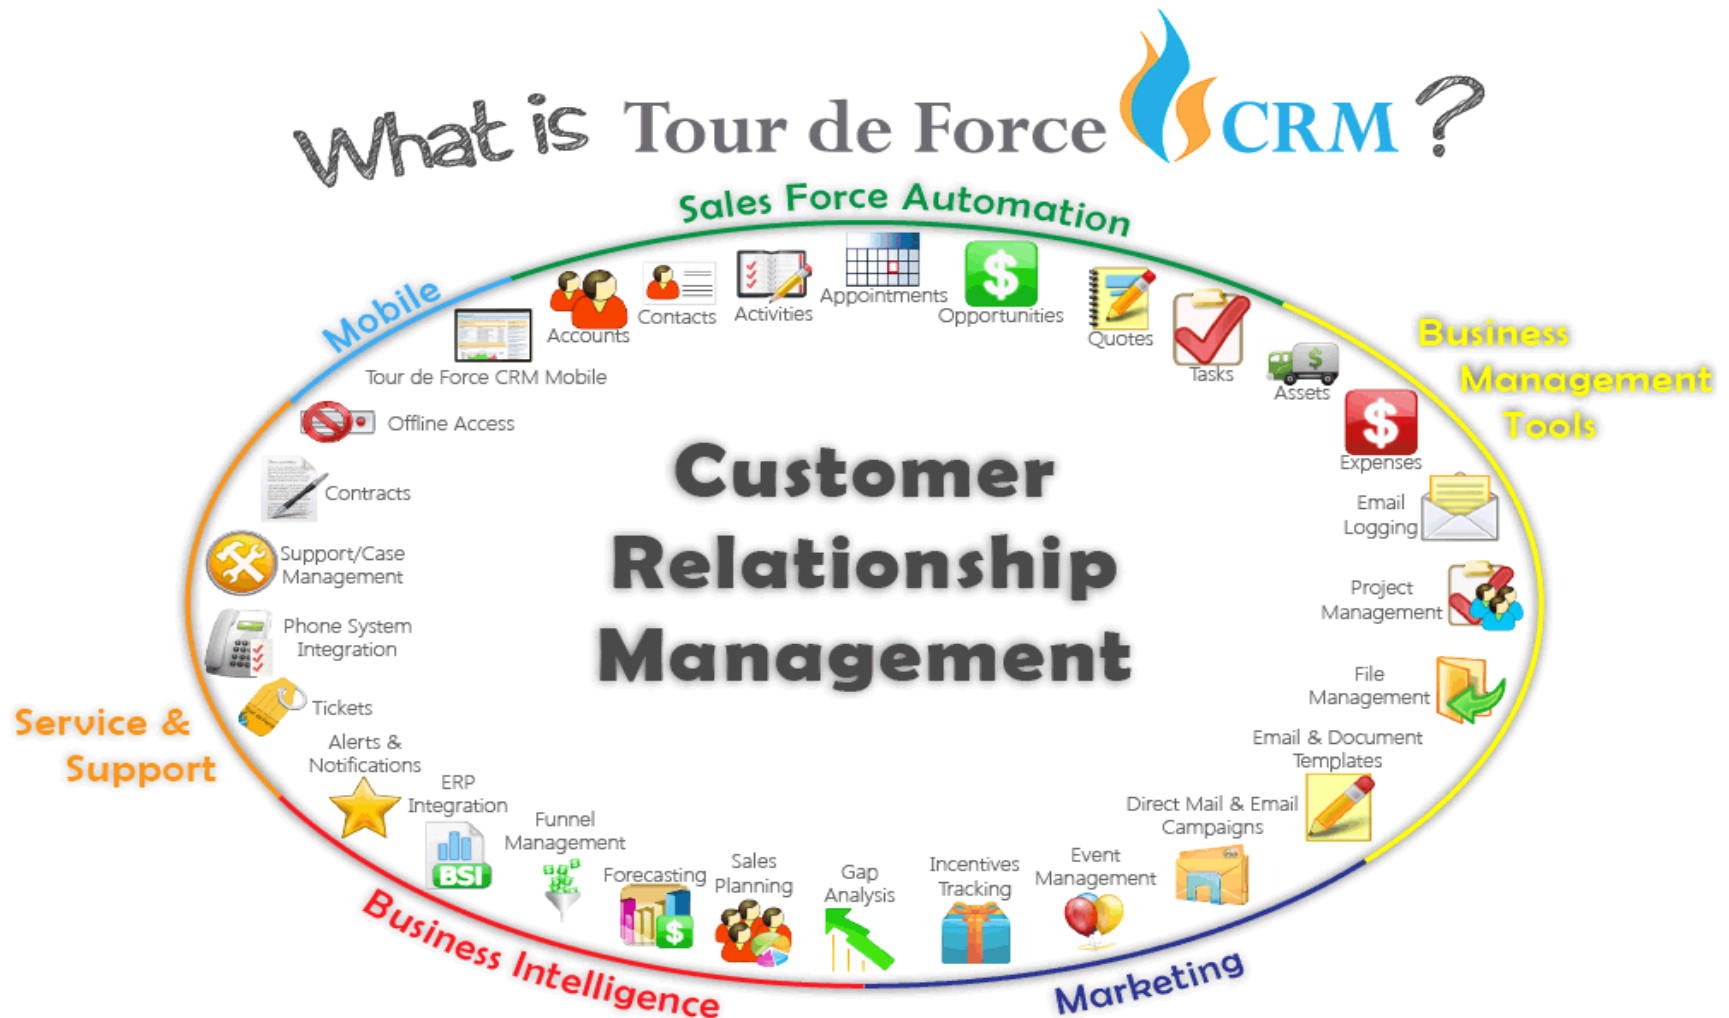 What is Tour de Force CRM ?
Sales Force Automation
Mobile
Business
Management
Tools
Service &
Support
Business Intelligence
Marketing
Customer
Relationship
Management
Tour de Force CRM Mobile
Accounts
Contacts
Activities
Appointments
Opportunities
Quotes
Tasks
Assets
Expenses
Email
Logging
Project
Management
File
Management
Email & Document
Templates
Direct Mail & Email
Campaigns
Event
Management
Incentives
Tracking
Gap
Analysis
Sales
Planning
Forecasting
Funnel
Management
ERP
Integration
BSI
Alerts &
Notifications
Tickets
Phone System
Integration
Support/Case
Management
Contracts
Offline Access